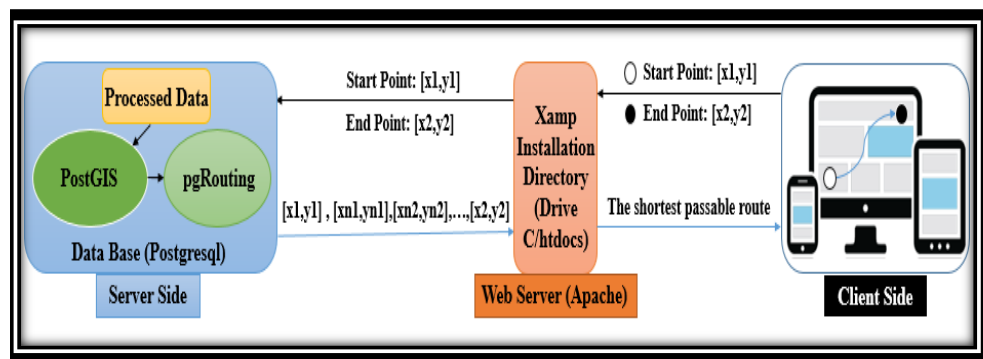 Processed Data
PostGIS
pgRouting
Data Base (Postgresql)
Server Side
Start Point: [x1,y1]
End Point: [x2,y2]
[x1,y1] , [xn1,yn1],[xn2,yn2],...,[x2,y2]
Xamp
Installation
Directory
(Drive
C/htdocs)
Web Server (Apache)
Start Point: [x1,y1]
End Point: [x2,y2]
The shortest passable route
Client Side